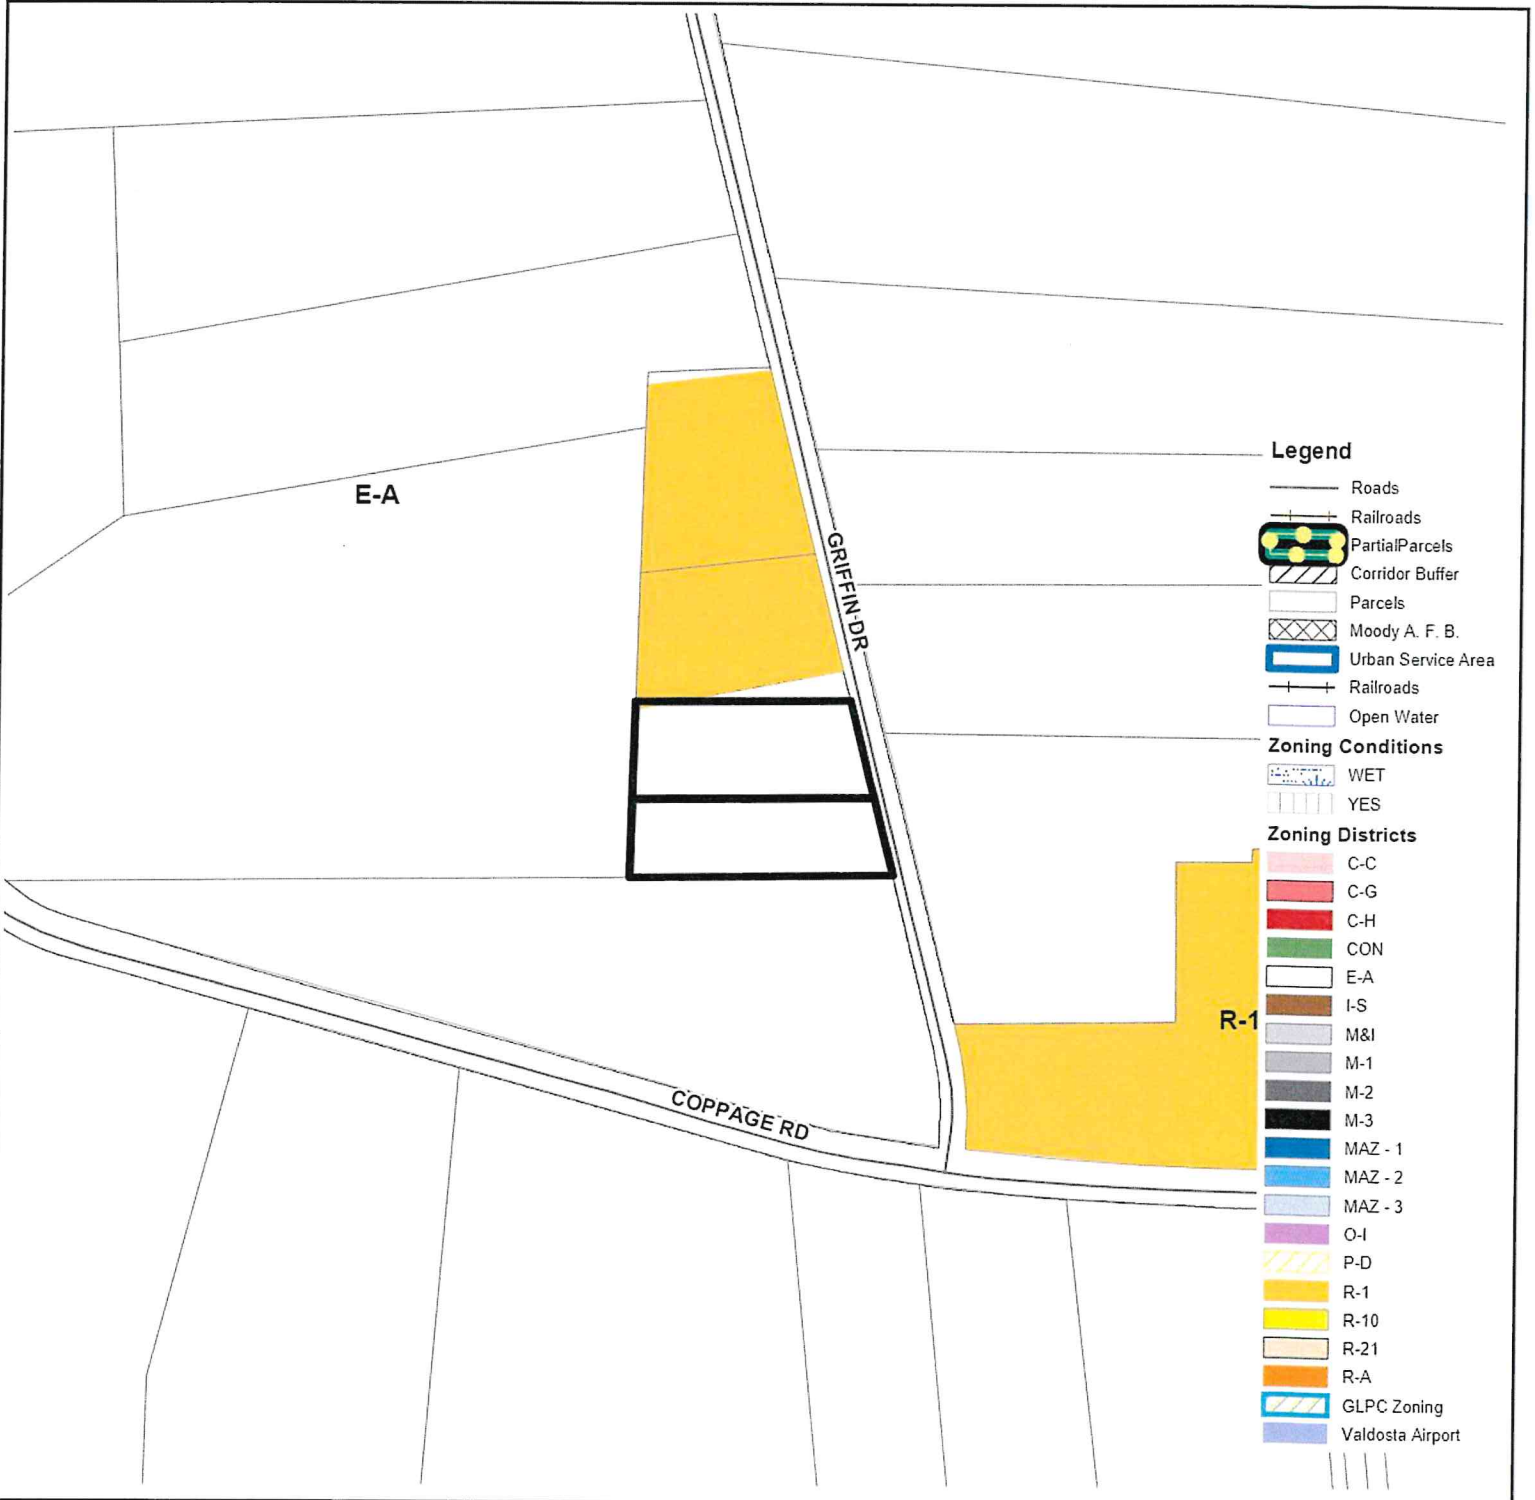 E-A
GRIFFIN DR
COPPAGE RD
R-1
Legend
Roads
Railroads
PartialParcels
Corridor Buffer
Parcels
Moody A. F. B.
Urban Service Area
Railroads
Open Water
Zoning Conditions
WET
YES
Zoning Districts
C-C
C-G
C-H
CON
E-A
I-S
M&I
M-1
M-2
M-3
MAZ - 1
MAZ - 2
MAZ - 3
O-I
P-D
R-1
R-10
R-21
R-A
GLPC Zoning
Valdosta Airport